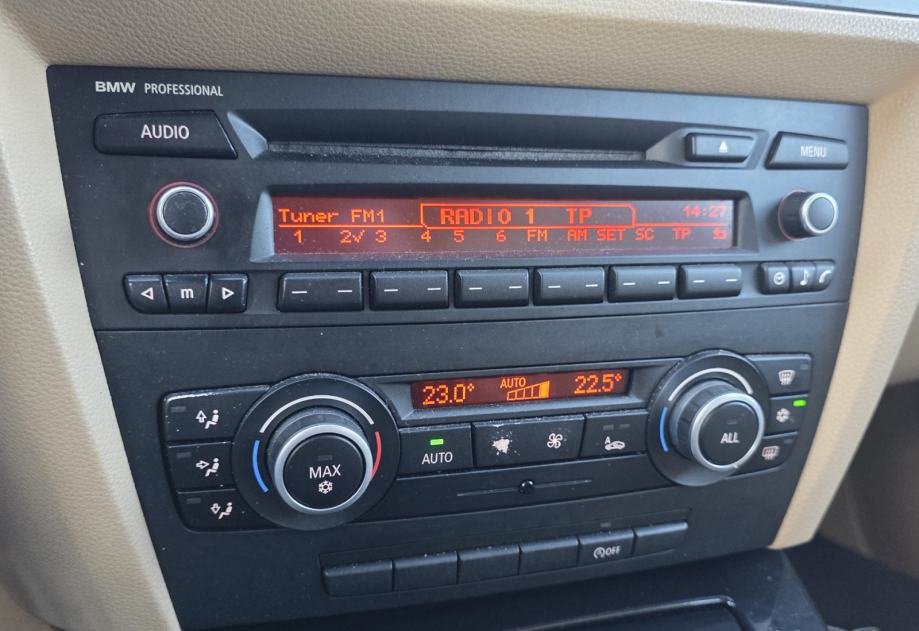 BMW PROFESSIONAL
AUDIO
MENU
Tuner FM1 RADIO 1 TP 14:27
1 2✓ 3 4 5 6 FM AM SET SC TP
m
23.0° AUTO 22.5°
MAX AUTO A ALL
OFF